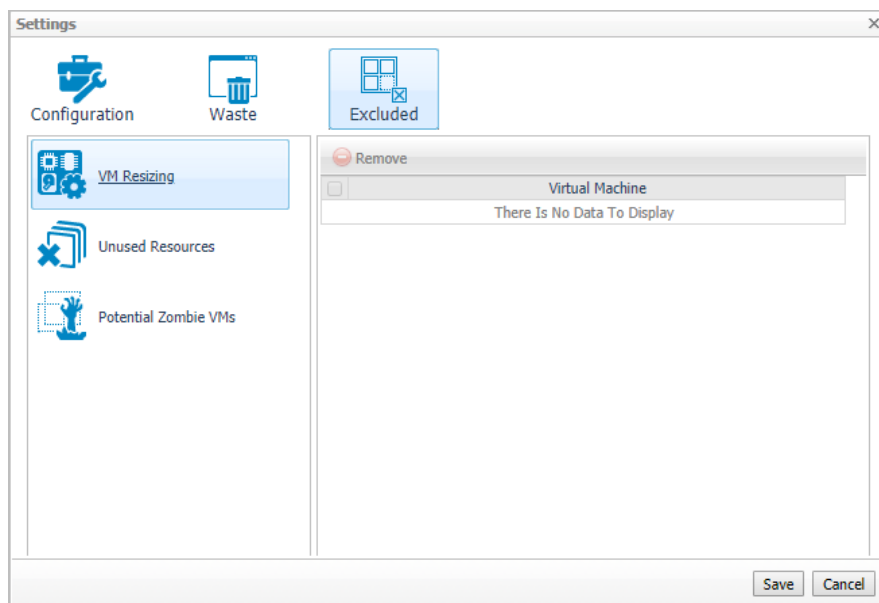 Settings
Configuration
Waste
Excluded
VM Resizing
Unused Resources
Potential Zombie VMs
Remove
Virtual Machine
There Is No Data To Display
Save
Cancel